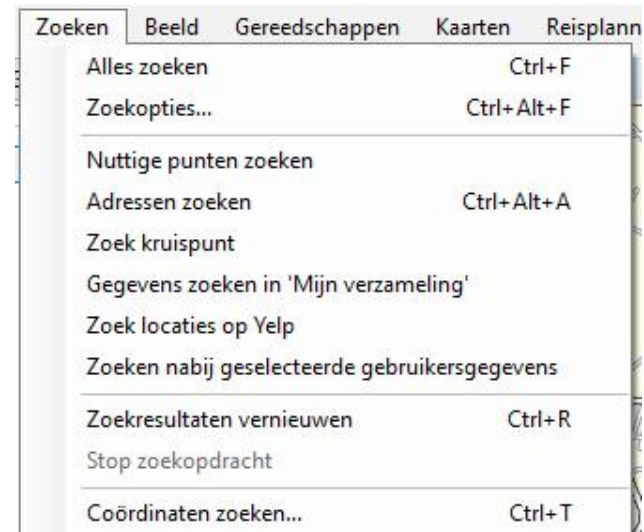 Zoeken Beeld Gereedschappen Kaarten Reisplann
Alles zoeken Ctrl+F
Zoekopties... Ctrl+Alt+F
Nuttige punten zoeken
Adressen zoeken Ctrl+Alt+A
Zoek kruispunt
Gegevens zoeken in 'Mijn verzameling'
Zoek locaties op Yelp
Zoeken nabij geselecteerde gebruikersgegevens
Zoekresultaten vernieuwen Ctrl+R
Stop zoekopdracht
Coördinaten zoeken... Ctrl+T